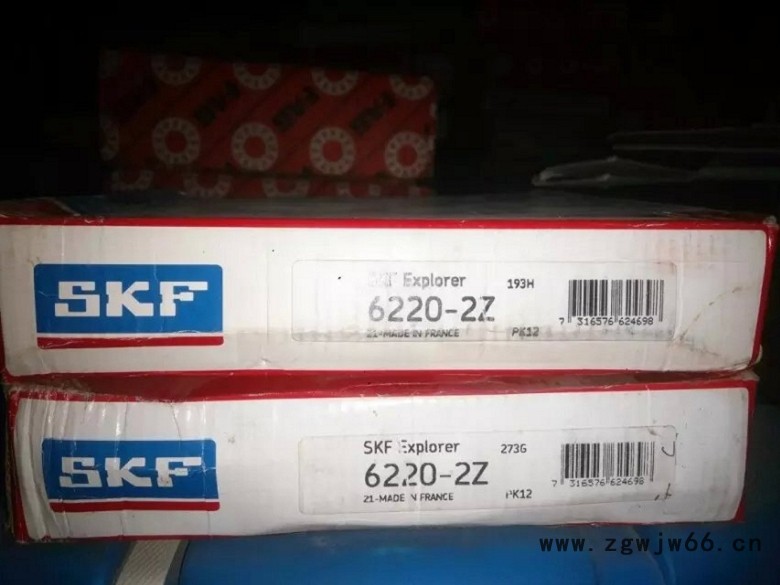 SKF
SKF Explorer 193H
6220-2Z
21-MADE IN FRANCE PK12
7 316576 624698
SKF
SKF Explorer 273G
6220-2Z
21-MADE IN FRANCE PK12
7 316576 624698
www.zgwjw66.cn